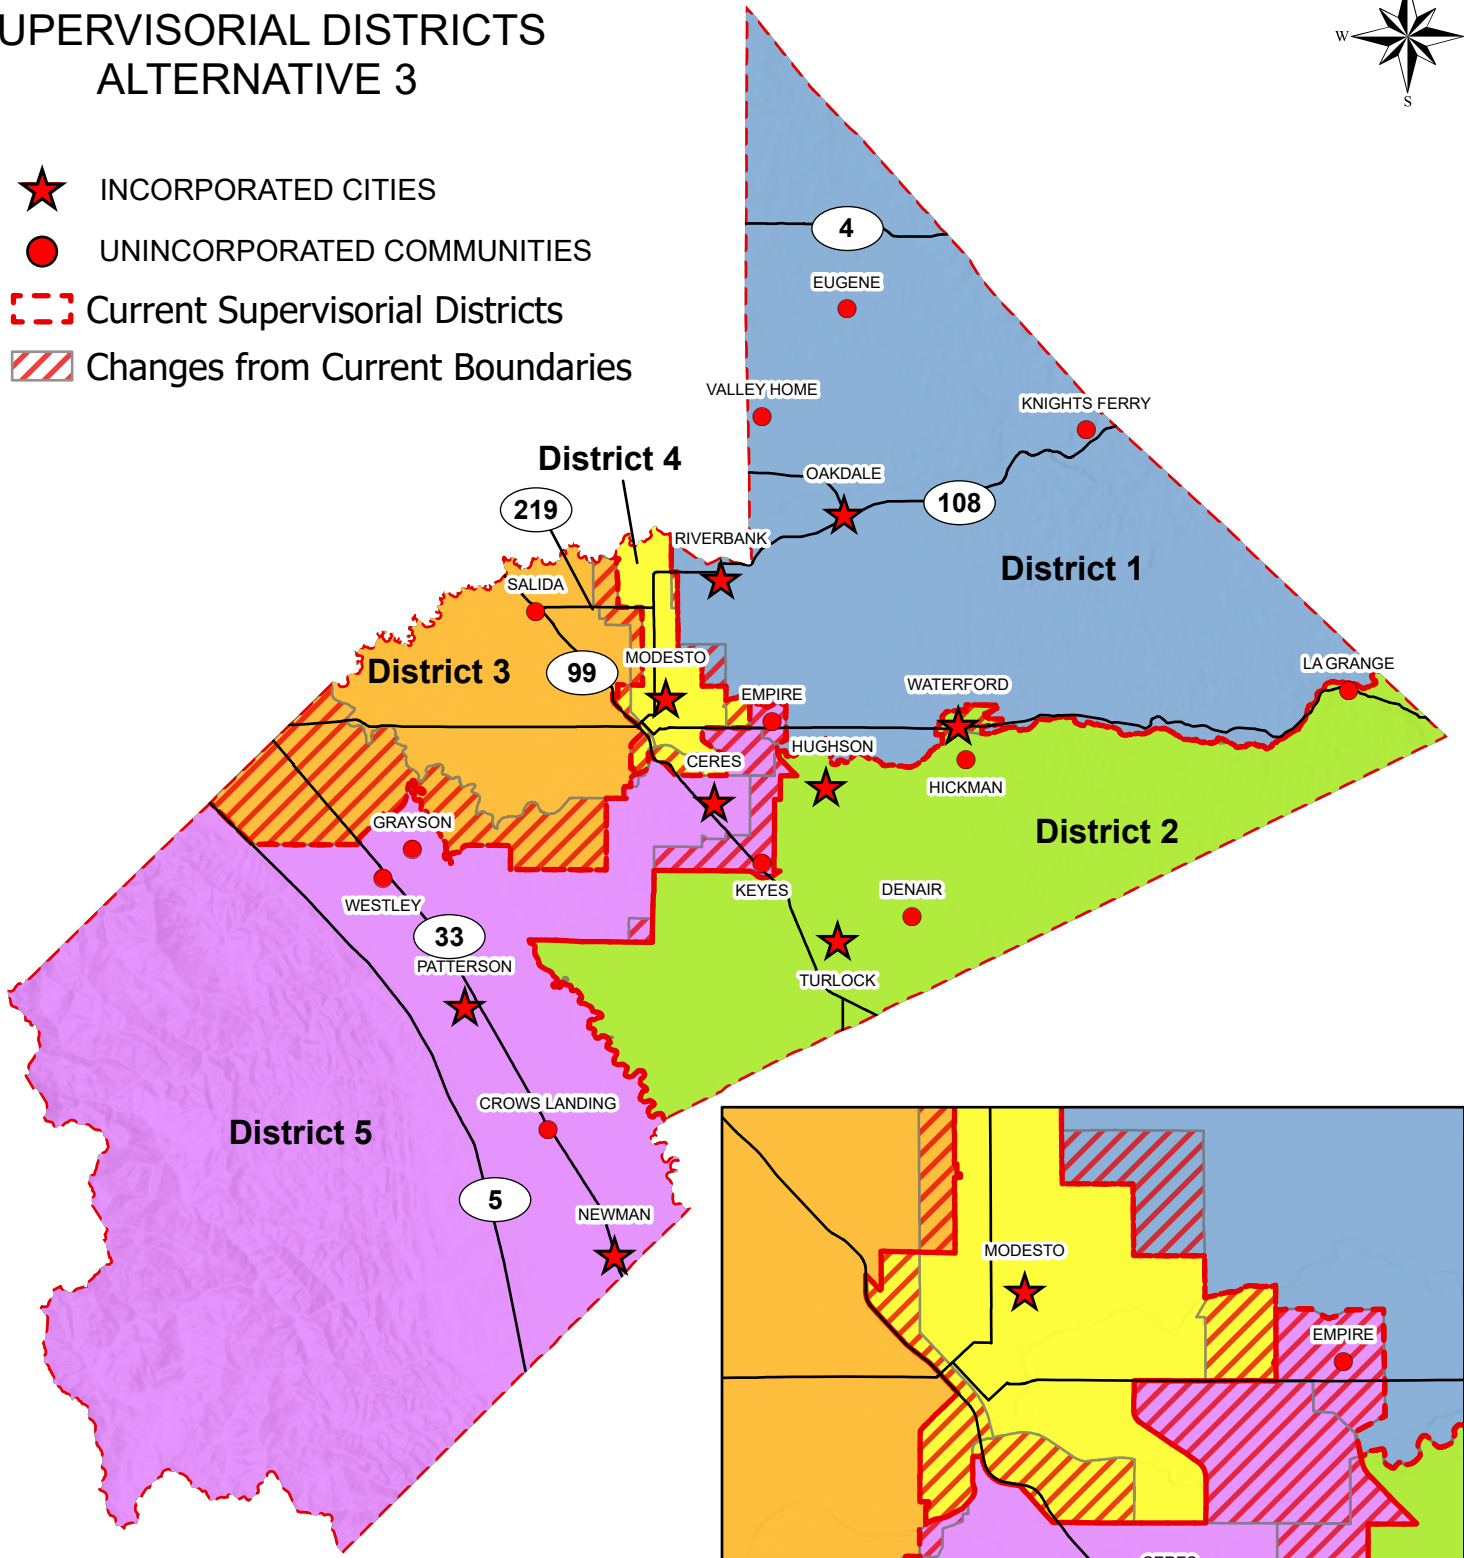 UPERVISORIAL DISTRICTS
ALTERNATIVE 3
W
S
INCORPORATED CITIES
UNINCORPORATED COMMUNITIES
Current Supervisorial Districts
Changes from Current Boundaries
4
EUGENE
VALLEY HOME
KNIGHTS FERRY
District 4
OAKDALE
219
108
RIVERBANK
District 1
SALIDA
MODESTO
District 3
99
LA GRANGE
WATERFORD
EMPIRE
HUGHSON
CERES
HICKMAN
GRAYSON
District 2
KEYES
DENAIR
WESTLEY
33
PATTERSON
TURLOCK
CROWS LANDING
District 5
5
NEWMAN
MODESTO
EMPIRE
CERES